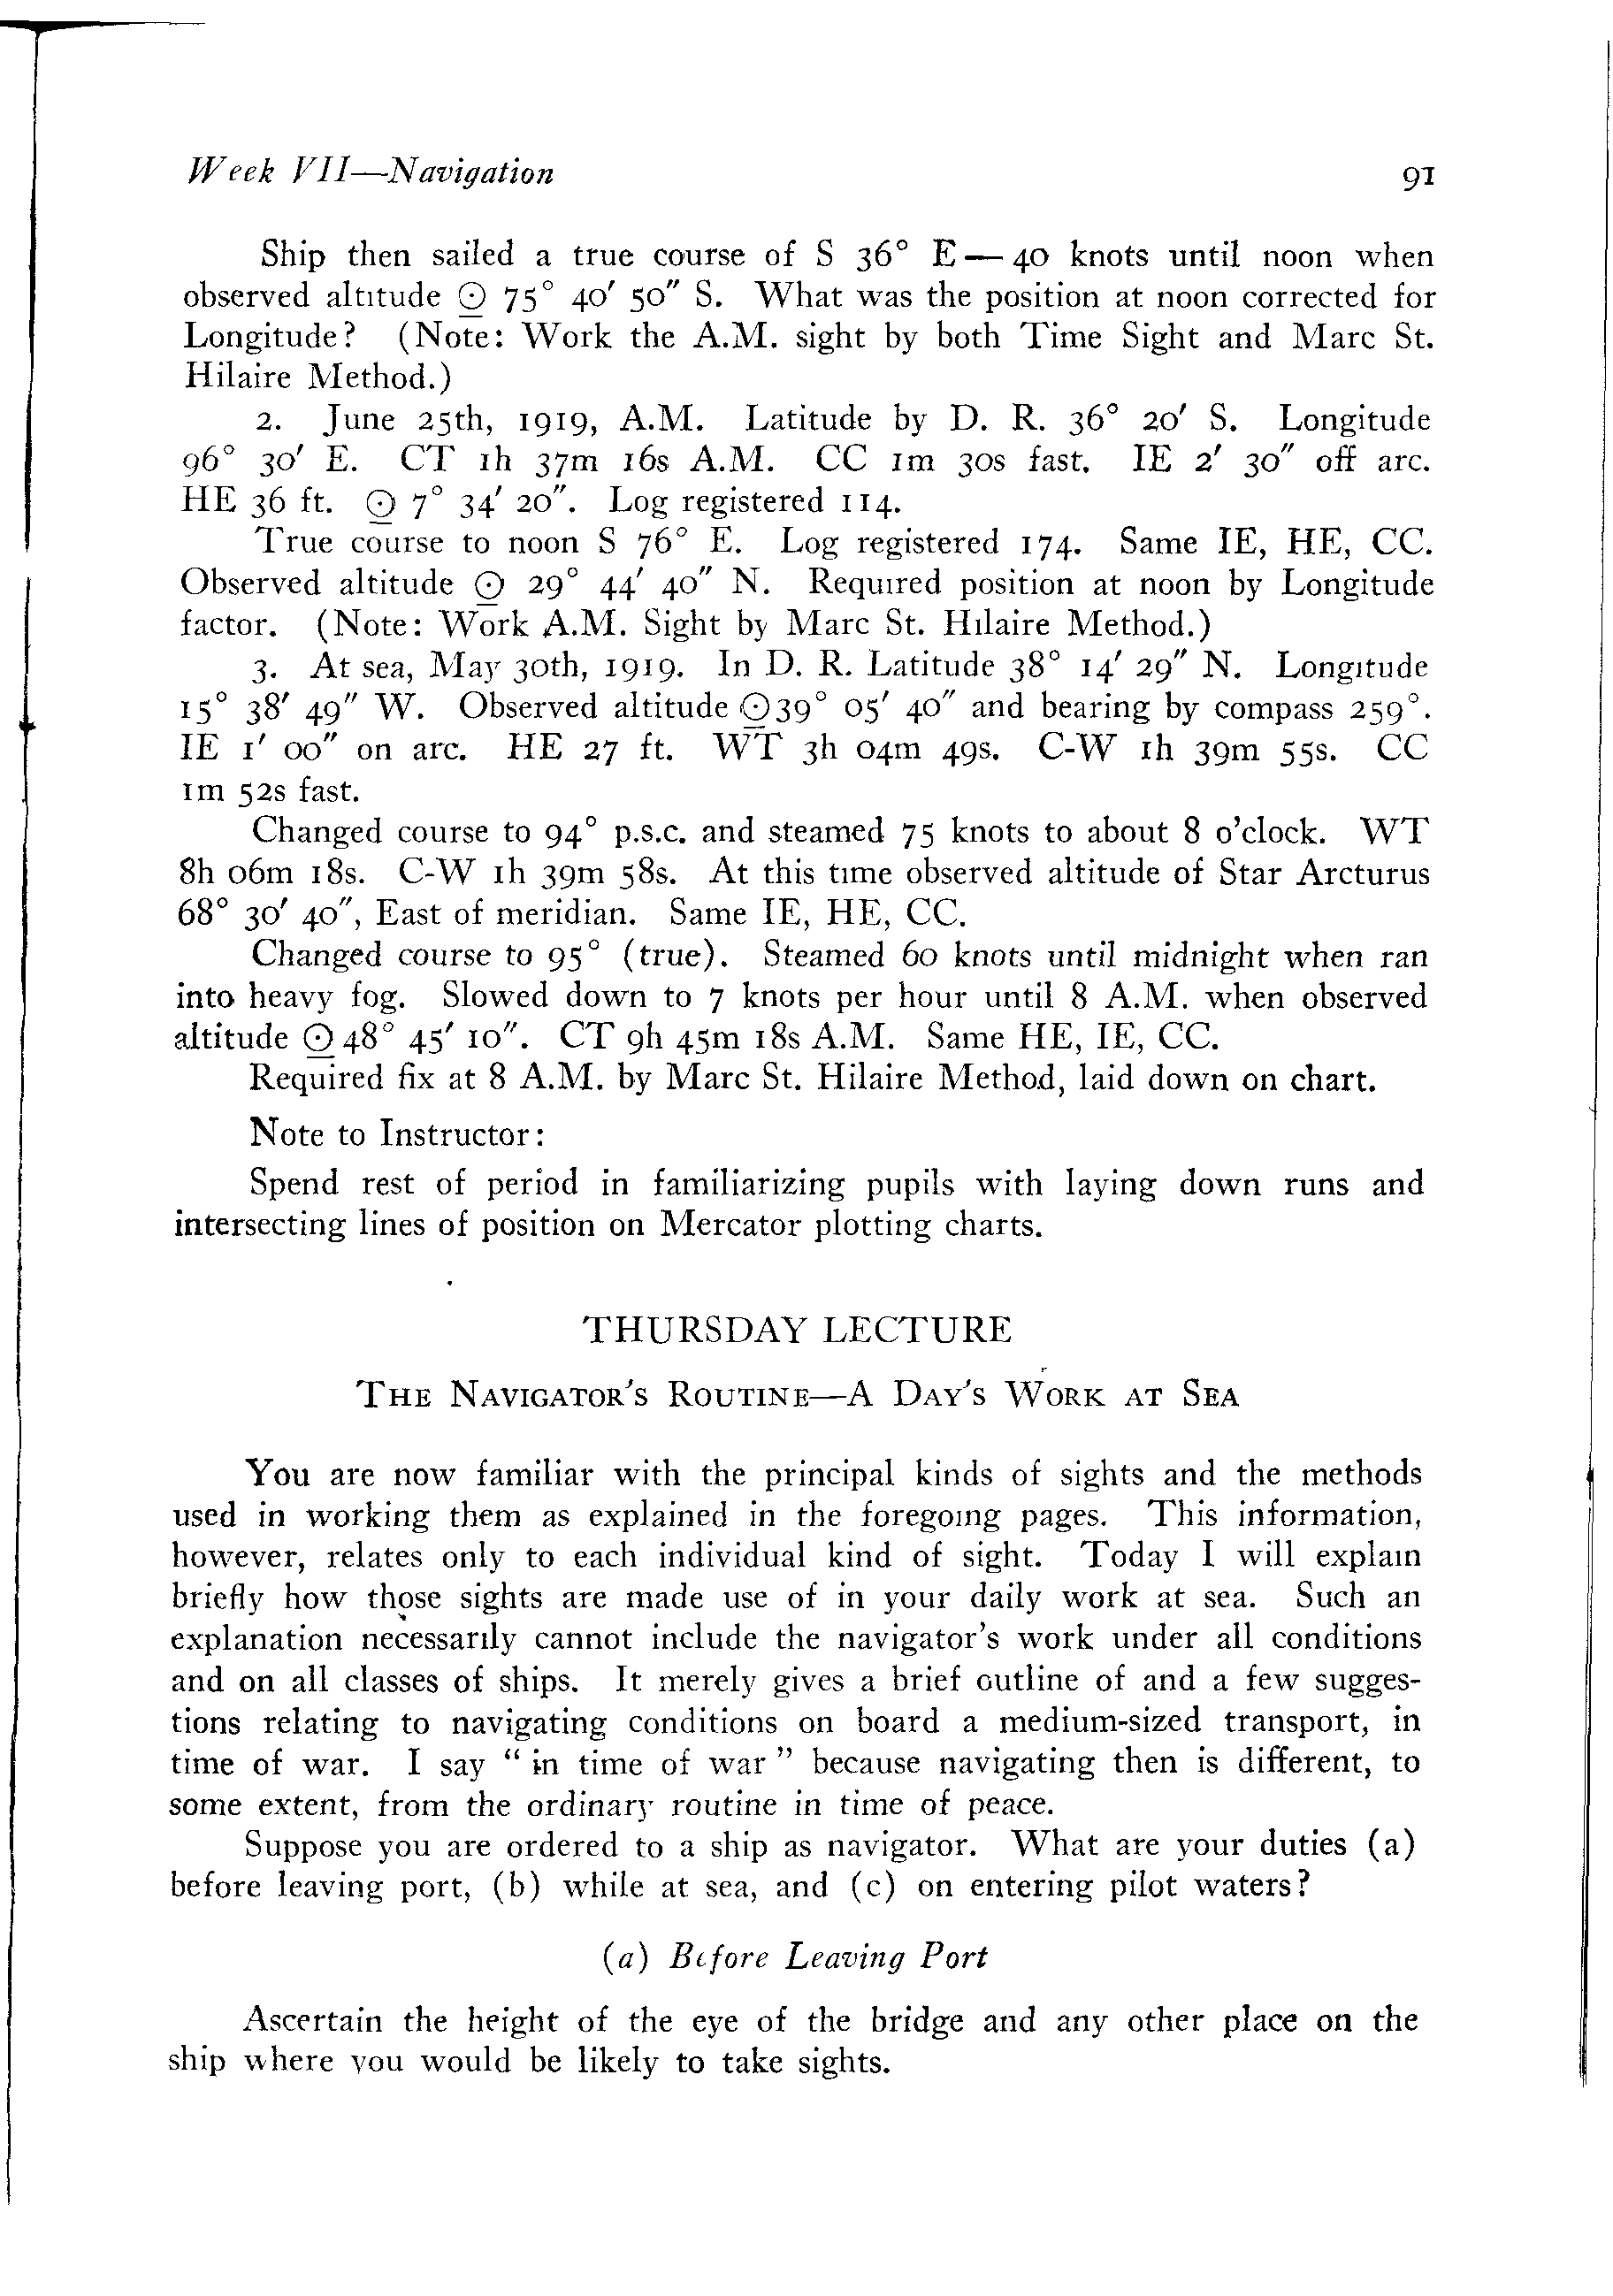 Week VII—Navigation 91
Ship then sailed a true course of S 36° E — 40 knots until noon when
observed altitude ☉ 75° 40′ 50″ S. What was the position at noon corrected for
Longitude? (Note: Work the A.M. sight by both Time Sight and Marc St.
Hilaire Method.)
2. June 25th, 1919, A.M. Latitude by D. R. 36° 20′ S. Longitude
96° 30′ E. CT 1h 37m 16s A.M. CC 1m 30s fast. IE 2′ 30″ off arc.
HE 36 ft. ☉ 7° 34′ 20″. Log registered 114.
True course to noon S 76° E. Log registered 174. Same IE, HE, CC.
Observed altitude ☉ 29° 44′ 40″ N. Required position at noon by Longitude
factor. (Note: Work A.M. Sight by Marc St. Hilaire Method.)
3. At sea, May 30th, 1919. In D. R. Latitude 38° 14′ 29″ N. Longitude
15° 38′ 49″ W. Observed altitude ☉ 39° 05′ 40″ and bearing by compass 259°.
IE 1′ 00″ on arc. HE 27 ft. WT 3h 04m 49s. C-W 1h 39m 55s. CC
1m 52s fast.
Changed course to 94° p.s.c. and steamed 75 knots to about 8 o'clock. WT
8h 06m 18s. C-W 1h 39m 58s. At this time observed altitude of Star Arcturus
68° 30′ 40″, East of meridian. Same IE, HE, CC.
Changed course to 95° (true). Steamed 60 knots until midnight when ran
into heavy fog. Slowed down to 7 knots per hour until 8 A.M. when observed
altitude ☉ 48° 45′ 10″. CT 9h 45m 18s A.M. Same HE, IE, CC.
Required fix at 8 A.M. by Marc St. Hilaire Method, laid down on chart.
Note to Instructor:
Spend rest of period in familiarizing pupils with laying down runs and
intersecting lines of position on Mercator plotting charts.
THURSDAY LECTURE
The Navigator's Routine—A Day's Work at Sea
You are now familiar with the principal kinds of sights and the methods
used in working them as explained in the foregoing pages. This information,
however, relates only to each individual kind of sight. Today I will explain
briefly how those sights are made use of in your daily work at sea. Such an
explanation necessarily cannot include the navigator's work under all conditions
and on all classes of ships. It merely gives a brief outline of and a few sugges-
tions relating to navigating conditions on board a medium-sized transport, in
time of war. I say " in time of war " because navigating then is different, to
some extent, from the ordinary routine in time of peace.
Suppose you are ordered to a ship as navigator. What are your duties (a)
before leaving port, (b) while at sea, and (c) on entering pilot waters?
(a) Before Leaving Port
Ascertain the height of the eye of the bridge and any other place on the
ship where you would be likely to take sights.